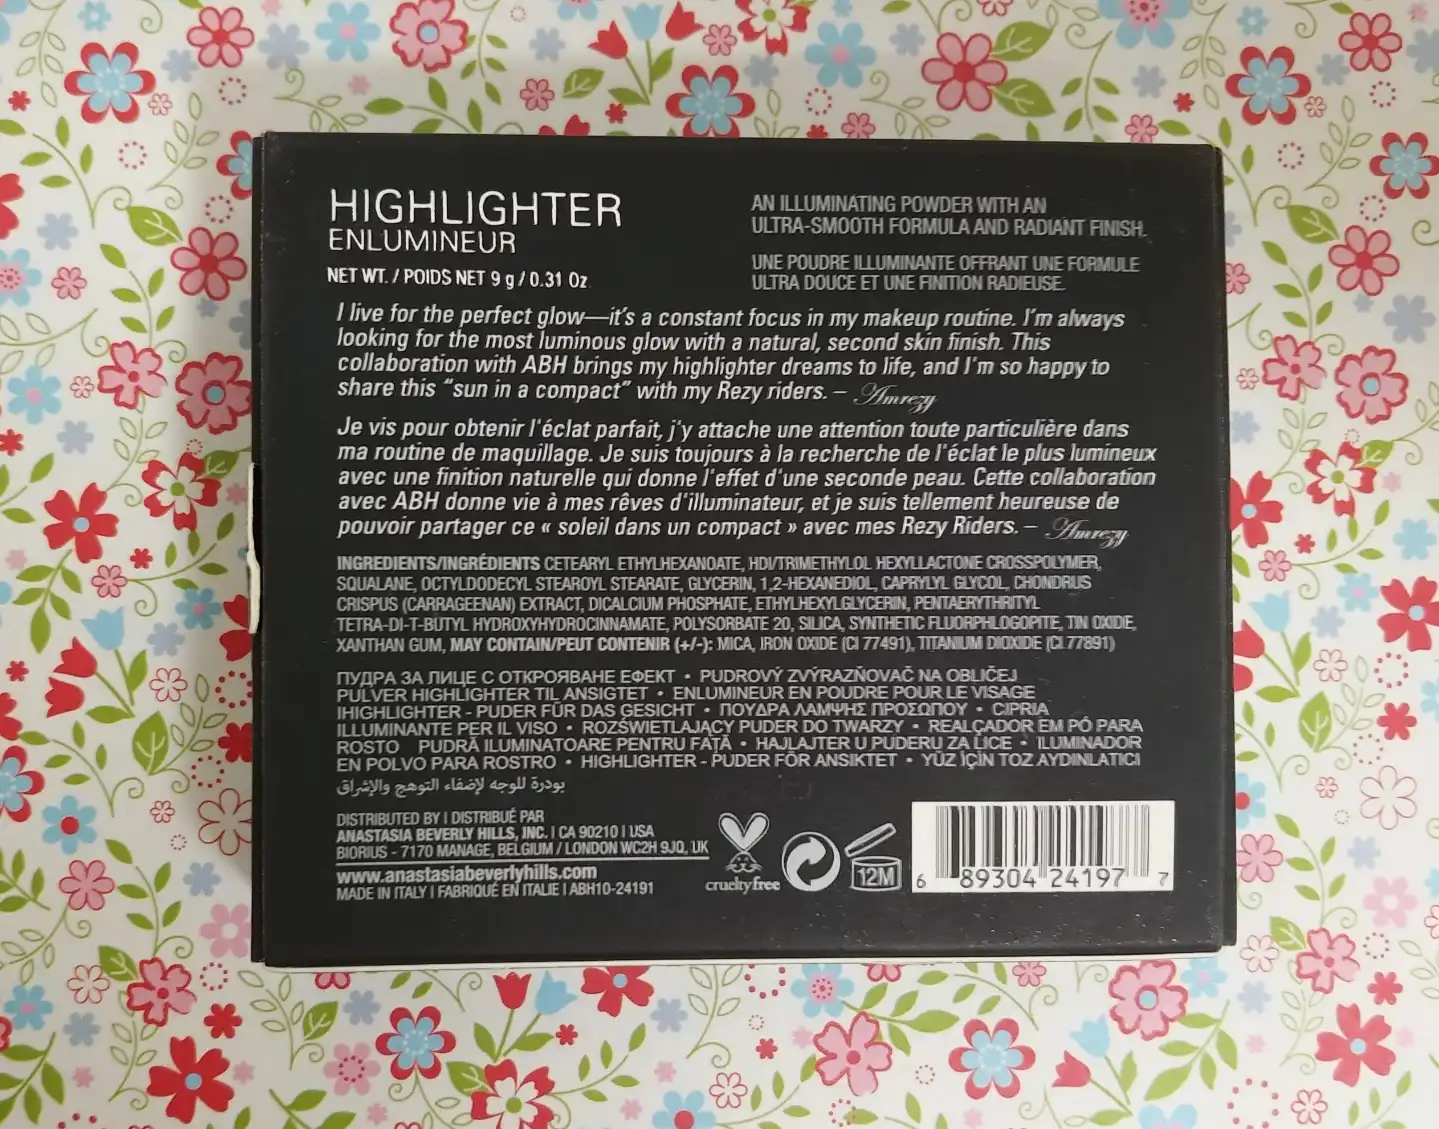 HIGHLIGHTER
ENLUMINEUR
NET WT. / POIDS NET 9 g / 0.31 Oz.
AN ILLUMINATING POWDER WITH AN
ULTRA-SMOOTH FORMULA AND RADIANT FINISH.
UNE POUDRE ILLUMINANTE OFFRANT UNE FORMULE
ULTRA DOUCE ET UNE FINITION RADIEUSE.
I live for the perfect glow—it's a constant focus in my makeup routine. I'm always
looking for the most luminous glow with a natural, second skin finish. This
collaboration with ABH brings my highlighter dreams to life, and I'm so happy to
share this "sun in a compact" with my Rezy riders. – Amrezy
Je vis pour obtenir l'éclat parfait, j'y attache une attention toute particulière dans
ma routine de maquillage. Je suis toujours à la recherche de l'éclat le plus lumineux
avec une finition naturelle qui donne l'effet d'une seconde peau. Cette collaboration
avec ABH donne vie à mes rêves d'illuminateur, et je suis tellement heureuse de
pouvoir partager ce « soleil dans un compact » avec mes Rezy Riders. – Amrezy
INGREDIENTS/INGRÉDIENTS CETEARYL ETHYLHEXANOATE, HDI/TRIMETHYLOL HEXYLLACTONE CROSSPOLYMER,
SQUALANE, OCTYLDODECYL STEAROYL STEARATE, GLYCERIN, 1,2-HEXANEDIOL, CAPRYLYL GLYCOL, CHONDRUS
CRISPUS (CARRAGEENAN) EXTRACT, DICALCIUM PHOSPHATE, ETHYLHEXYLGLYCERIN, PENTAERYTHRITYL
TETRA-DI-T-BUTYL HYDROXYHYDROCINNAMATE, POLYSORBATE 20, SILICA, SYNTHETIC FLUORPHLOGOPITE, TIN OXIDE,
XANTHAN GUM, MAY CONTAIN/PEUT CONTENIR (+/-): MICA, IRON OXIDE (CI 77491), TITANIUM DIOXIDE (CI 77891)
ПУДРА ЗА ЛИЦЕ С ОТКРОЯВАНЕ ЕФЕКТ • PUDROVÝ ZVÝRAZŇOVAČ NA OBLIČEJ
PULVER HIGHLIGHTER TIL ANSIGTET • ENLUMINEUR EN POUDRE POUR LE VISAGE
IHIGHLIGHTER - PUDER FÜR DAS GESICHT • ΠΟΥΔΡΑ ΛΑΜΨΗΣ ΠΡΟΣΩΠΟΥ • CIPRIA
ILLUMINANTE PER IL VISO • ROZŚWIETLAJĄCY PUDER DO TWARZY • REALÇADOR EM PÓ PARA
ROSTO PUDRĂ ILUMINATOARE PENTRU FAȚĂ • HAJLAJTER U PUDERU ZA LICE • ILUMINADOR
EN POLVO PARA ROSTRO • HIGHLIGHTER - PUDER FÖR ANSIKTET • YÜZ İÇİN TOZ AYDINLATICI
بودرة للوجه لإضفاء التوهج والإشراق
DISTRIBUTED BY I DISTRIBUÉ PAR
ANASTASIA BEVERLY HILLS, INC. I CA 90210 I USA
BIORIUS - 7170 MANAGE, BELGIUM / LONDON WC2H 9JQ, UK
www.anastasiabeverlyhills.com
MADE IN ITALY I FABRIQUÉ EN ITALIE I ABH10-24191
crueltyfree
12M
6 89304 24197 7